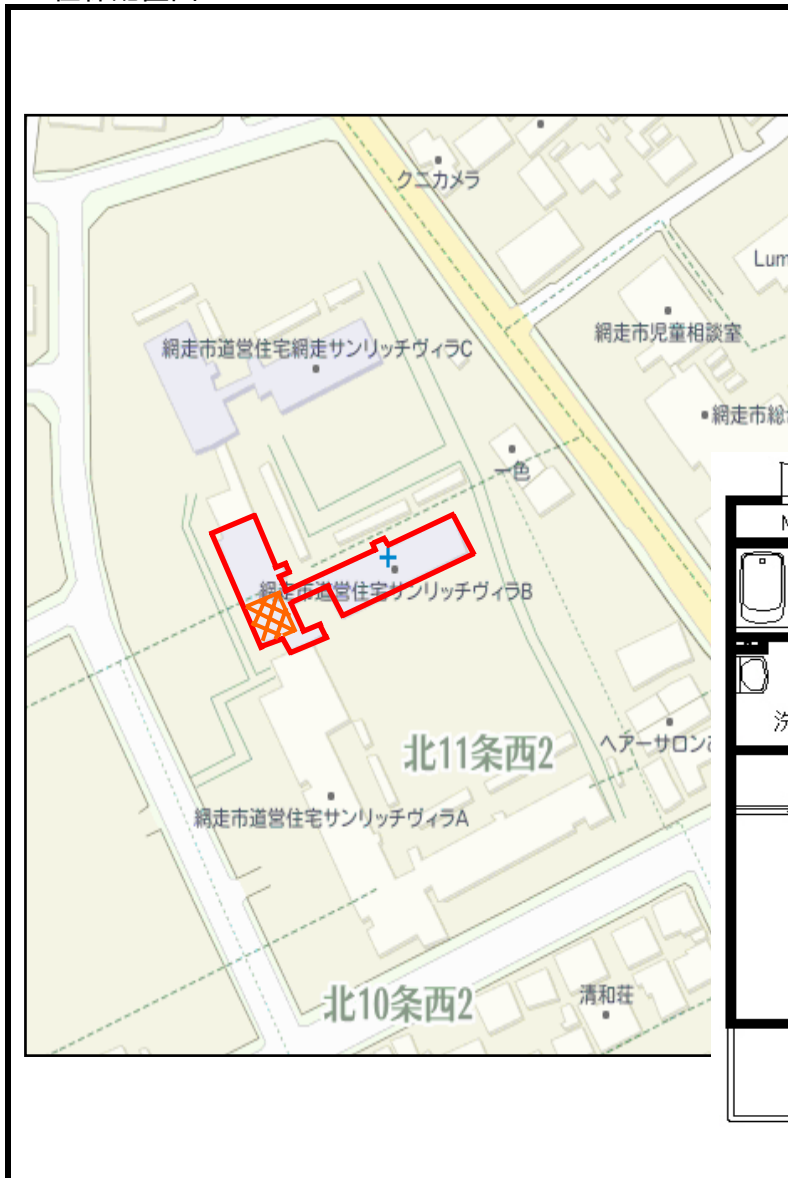 クニカメラ
Lum
網走市児童相談室
網走市道営住宅網走サンリッチヴィラC
網走市総
一色
網走市道営住宅サンリッチヴィラB
洗
北11条西2
ヘアーサロン
網走市道営住宅サンリッチヴィラA
北10条西2
清和荘